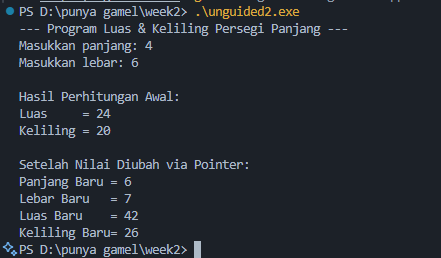 PS D:\punya gamel\week2> .\unguided2.exe
--- Program Luas & Keliling Persegi Panjang ---
Masukkan panjang: 4
Masukkan lebar: 6

Hasil Perhitungan Awal:
Luas     = 24
Keliling = 20

Setelah Nilai Diubah via Pointer:
Panjang Baru = 6
Lebar Baru   = 7
Luas Baru    = 42
Keliling Baru= 26
PS D:\punya gamel\week2>